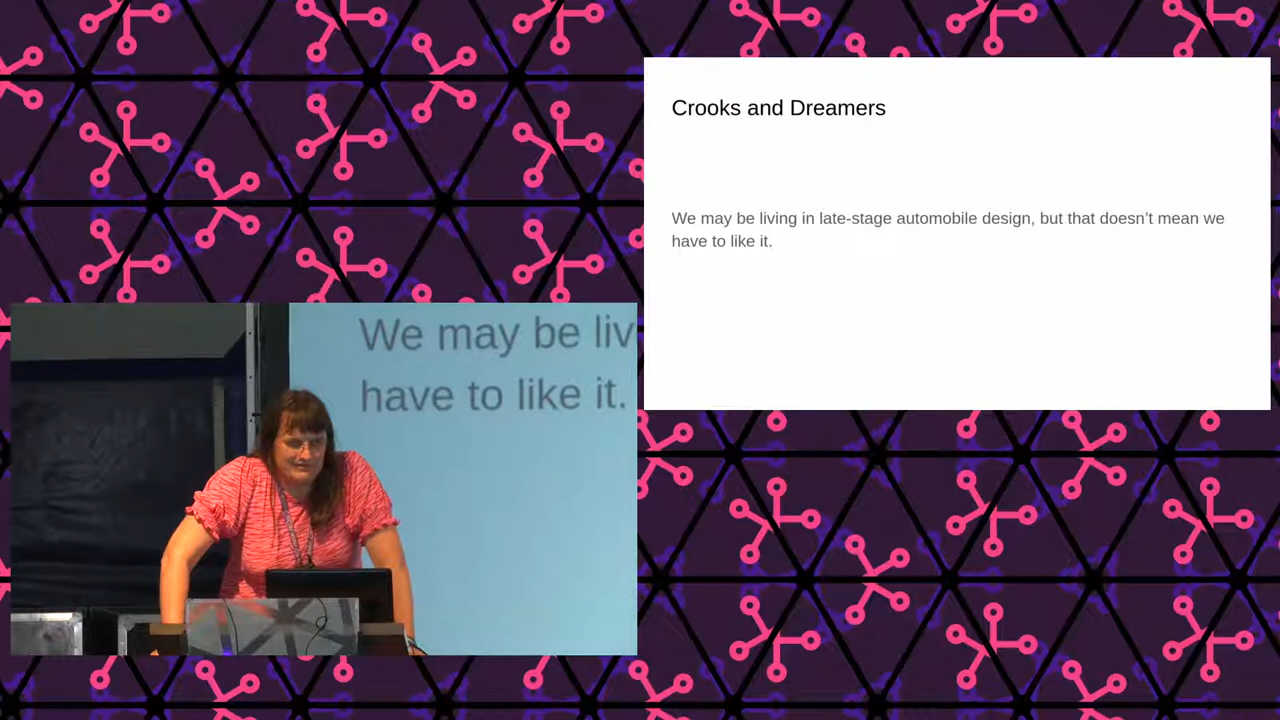 Crooks and Dreamers
We may be living in late-stage automobile design, but that doesn’t mean we
have to like it.
We may be liv
have to like it.